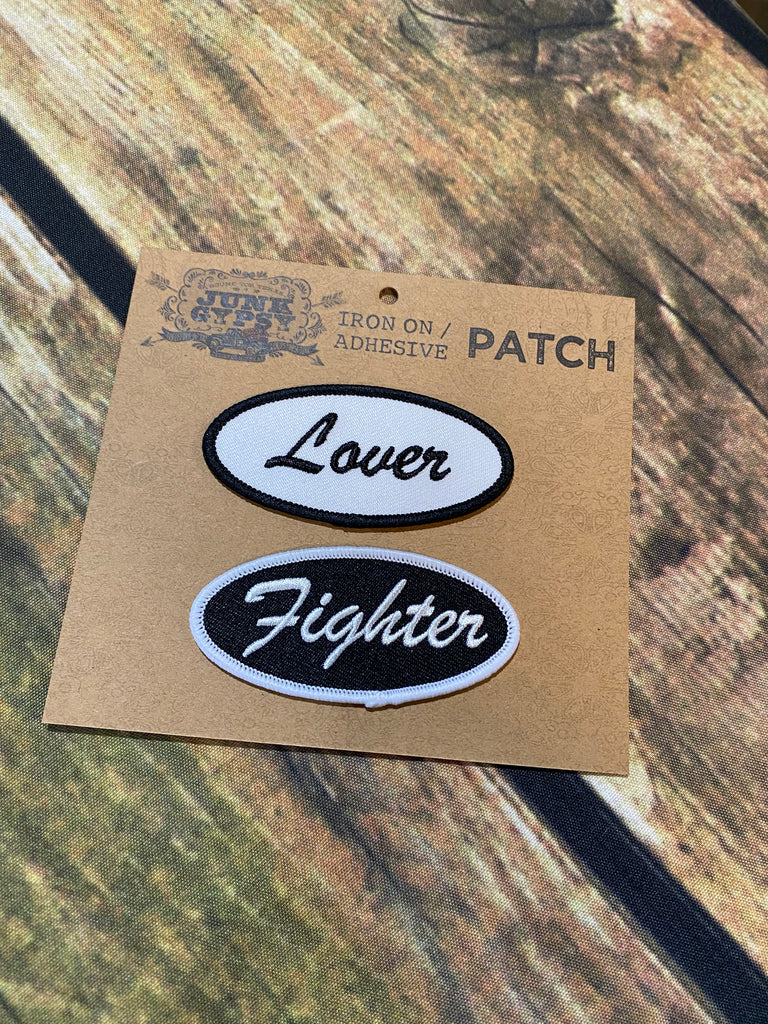 JUNK
GYPSY
IRON ON /
ADHESIVE
PATCH
Lover
Fighter